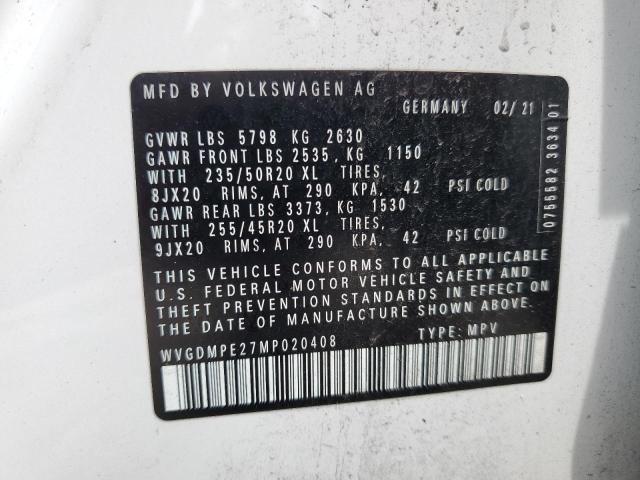 MFD BY VOLKSWAGEN AG
GERMANY 02/21
GVWR LBS 5798 KG 2630
GAWR FRONT LBS 2535, KG 1150
WITH 235/50R20 XL TIRES,
8JX20 RIMS, AT 290 KPA, 42 PSI COLD
GAWR REAR LBS 3373, KG 1530
WITH 255/45R20 XL TIRES,
9JX20 RIMS, AT 290 KPA, 42 PSI COLD
THIS VEHICLE CONFORMS TO ALL APPLICABLE
U.S. FEDERAL MOTOR VEHICLE SAFETY AND
THEFT PREVENTION STANDARDS IN EFFECT ON
THE DATE OF MANUFACTURE SHOWN ABOVE.
WVGDMPE27MP020408 TYPE: MPV
0755582 3634 01